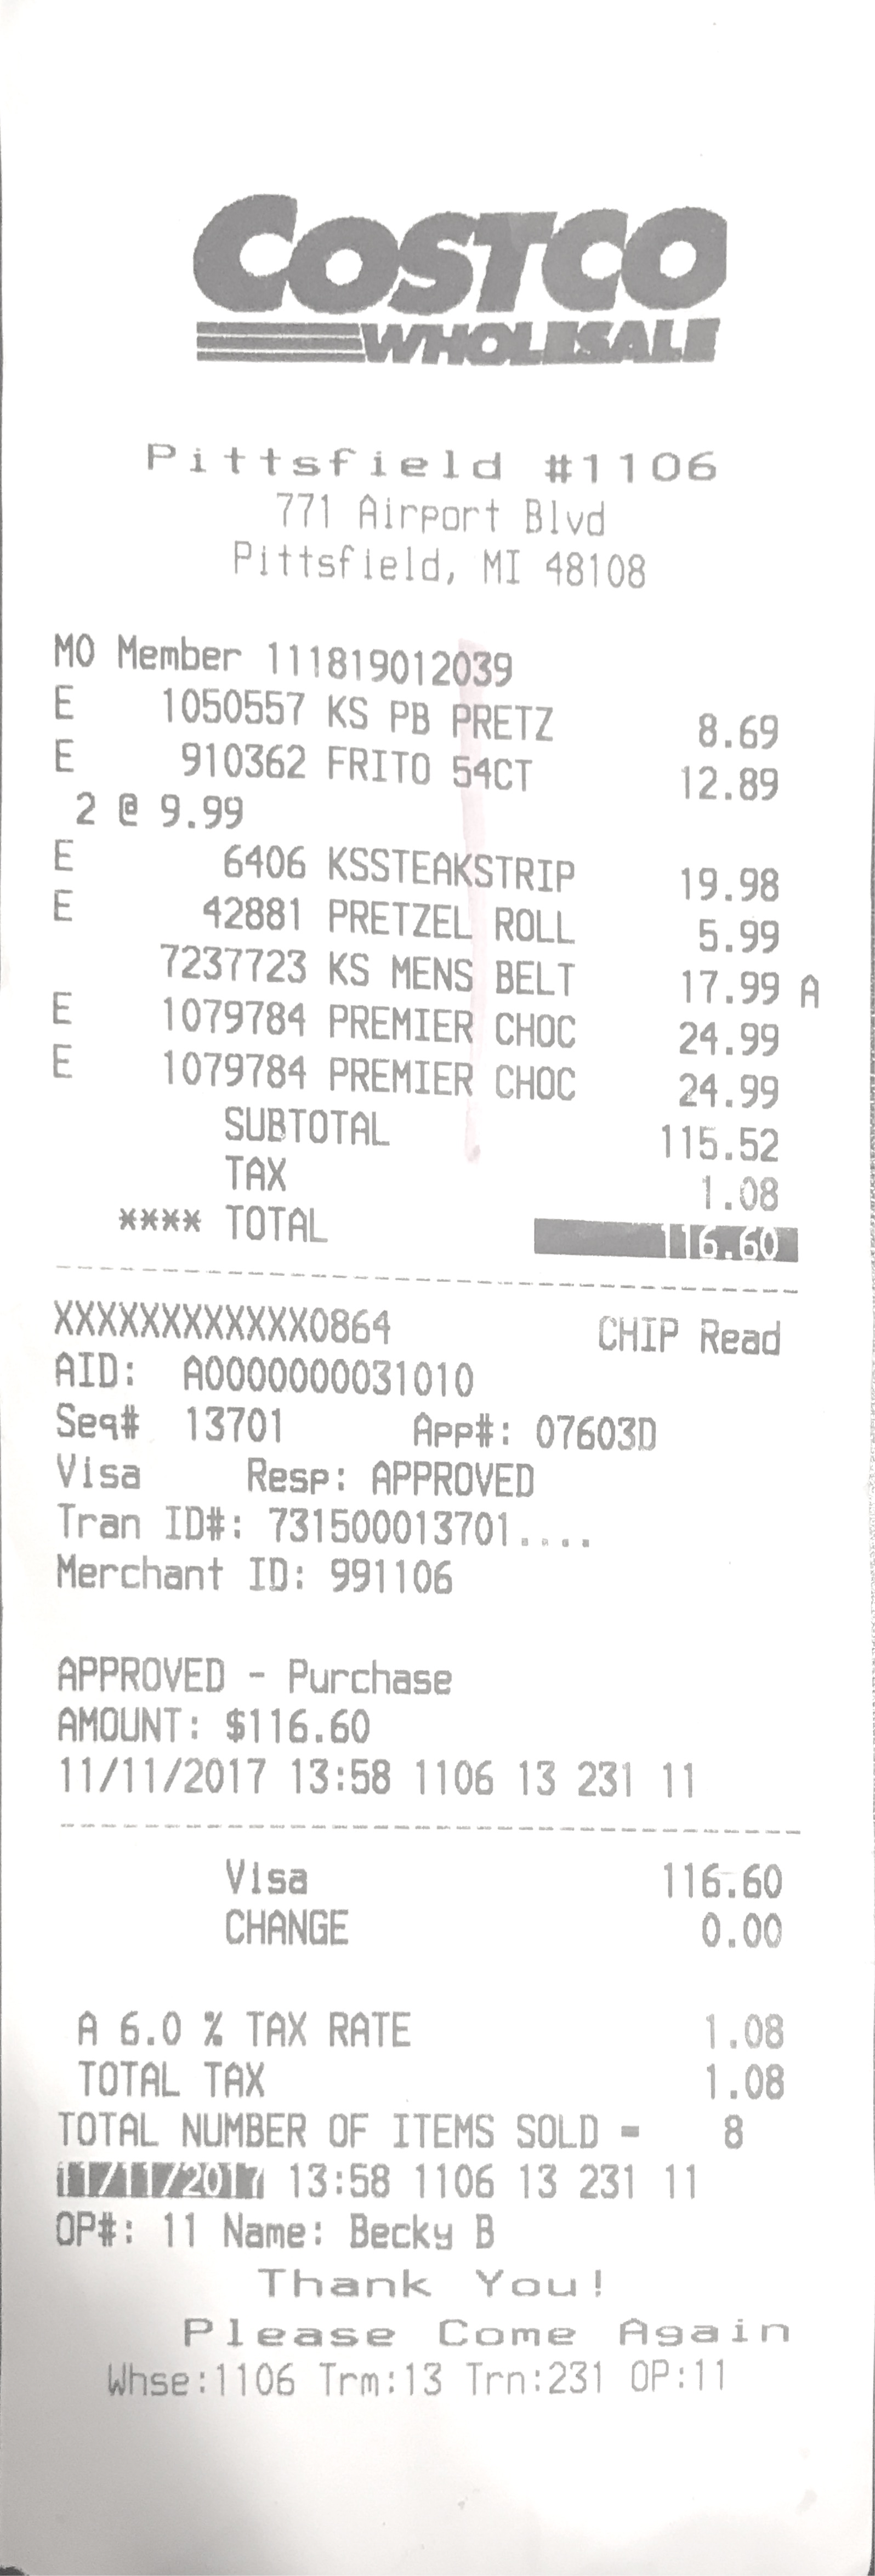 COSTCO
WHOLESALE
Pittsfield #1106
771 Airport Blvd
Pittsfield, MI 48108
MO Member 111819012039
E 1050557 KS PB PRETZ 8.69
E 910362 FRITO 54CT 12.89
2 @ 9.99
E 6406 KSSTEAKSTRIP 19.98
E 42881 PRETZEL ROLL 5.99
7237723 KS MENS BELT 17.99 A
E 1079784 PREMIER CHOC 24.99
E 1079784 PREMIER CHOC 24.99
SUBTOTAL 115.52
TAX 1.08
**** TOTAL 116.60
XXXXXXXXXXXX0864 CHIP Read
AID: A0000000031010
Seq# 13701 App#: 07603D
Visa Resp: APPROVED
Tran ID#: 731500013701....
Merchant ID: 991106
APPROVED - Purchase
AMOUNT: $116.60
11/11/2017 13:58 1106 13 231 11
Visa 116.60
CHANGE 0.00
A 6.0 % TAX RATE 1.08
TOTAL TAX 1.08
TOTAL NUMBER OF ITEMS SOLD = 8
11/11/2017 13:58 1106 13 231 11
OP#: 11 Name: Becky B
Thank You!
Please Come Again
Whse:1106 Trm:13 Trn:231 OP:11